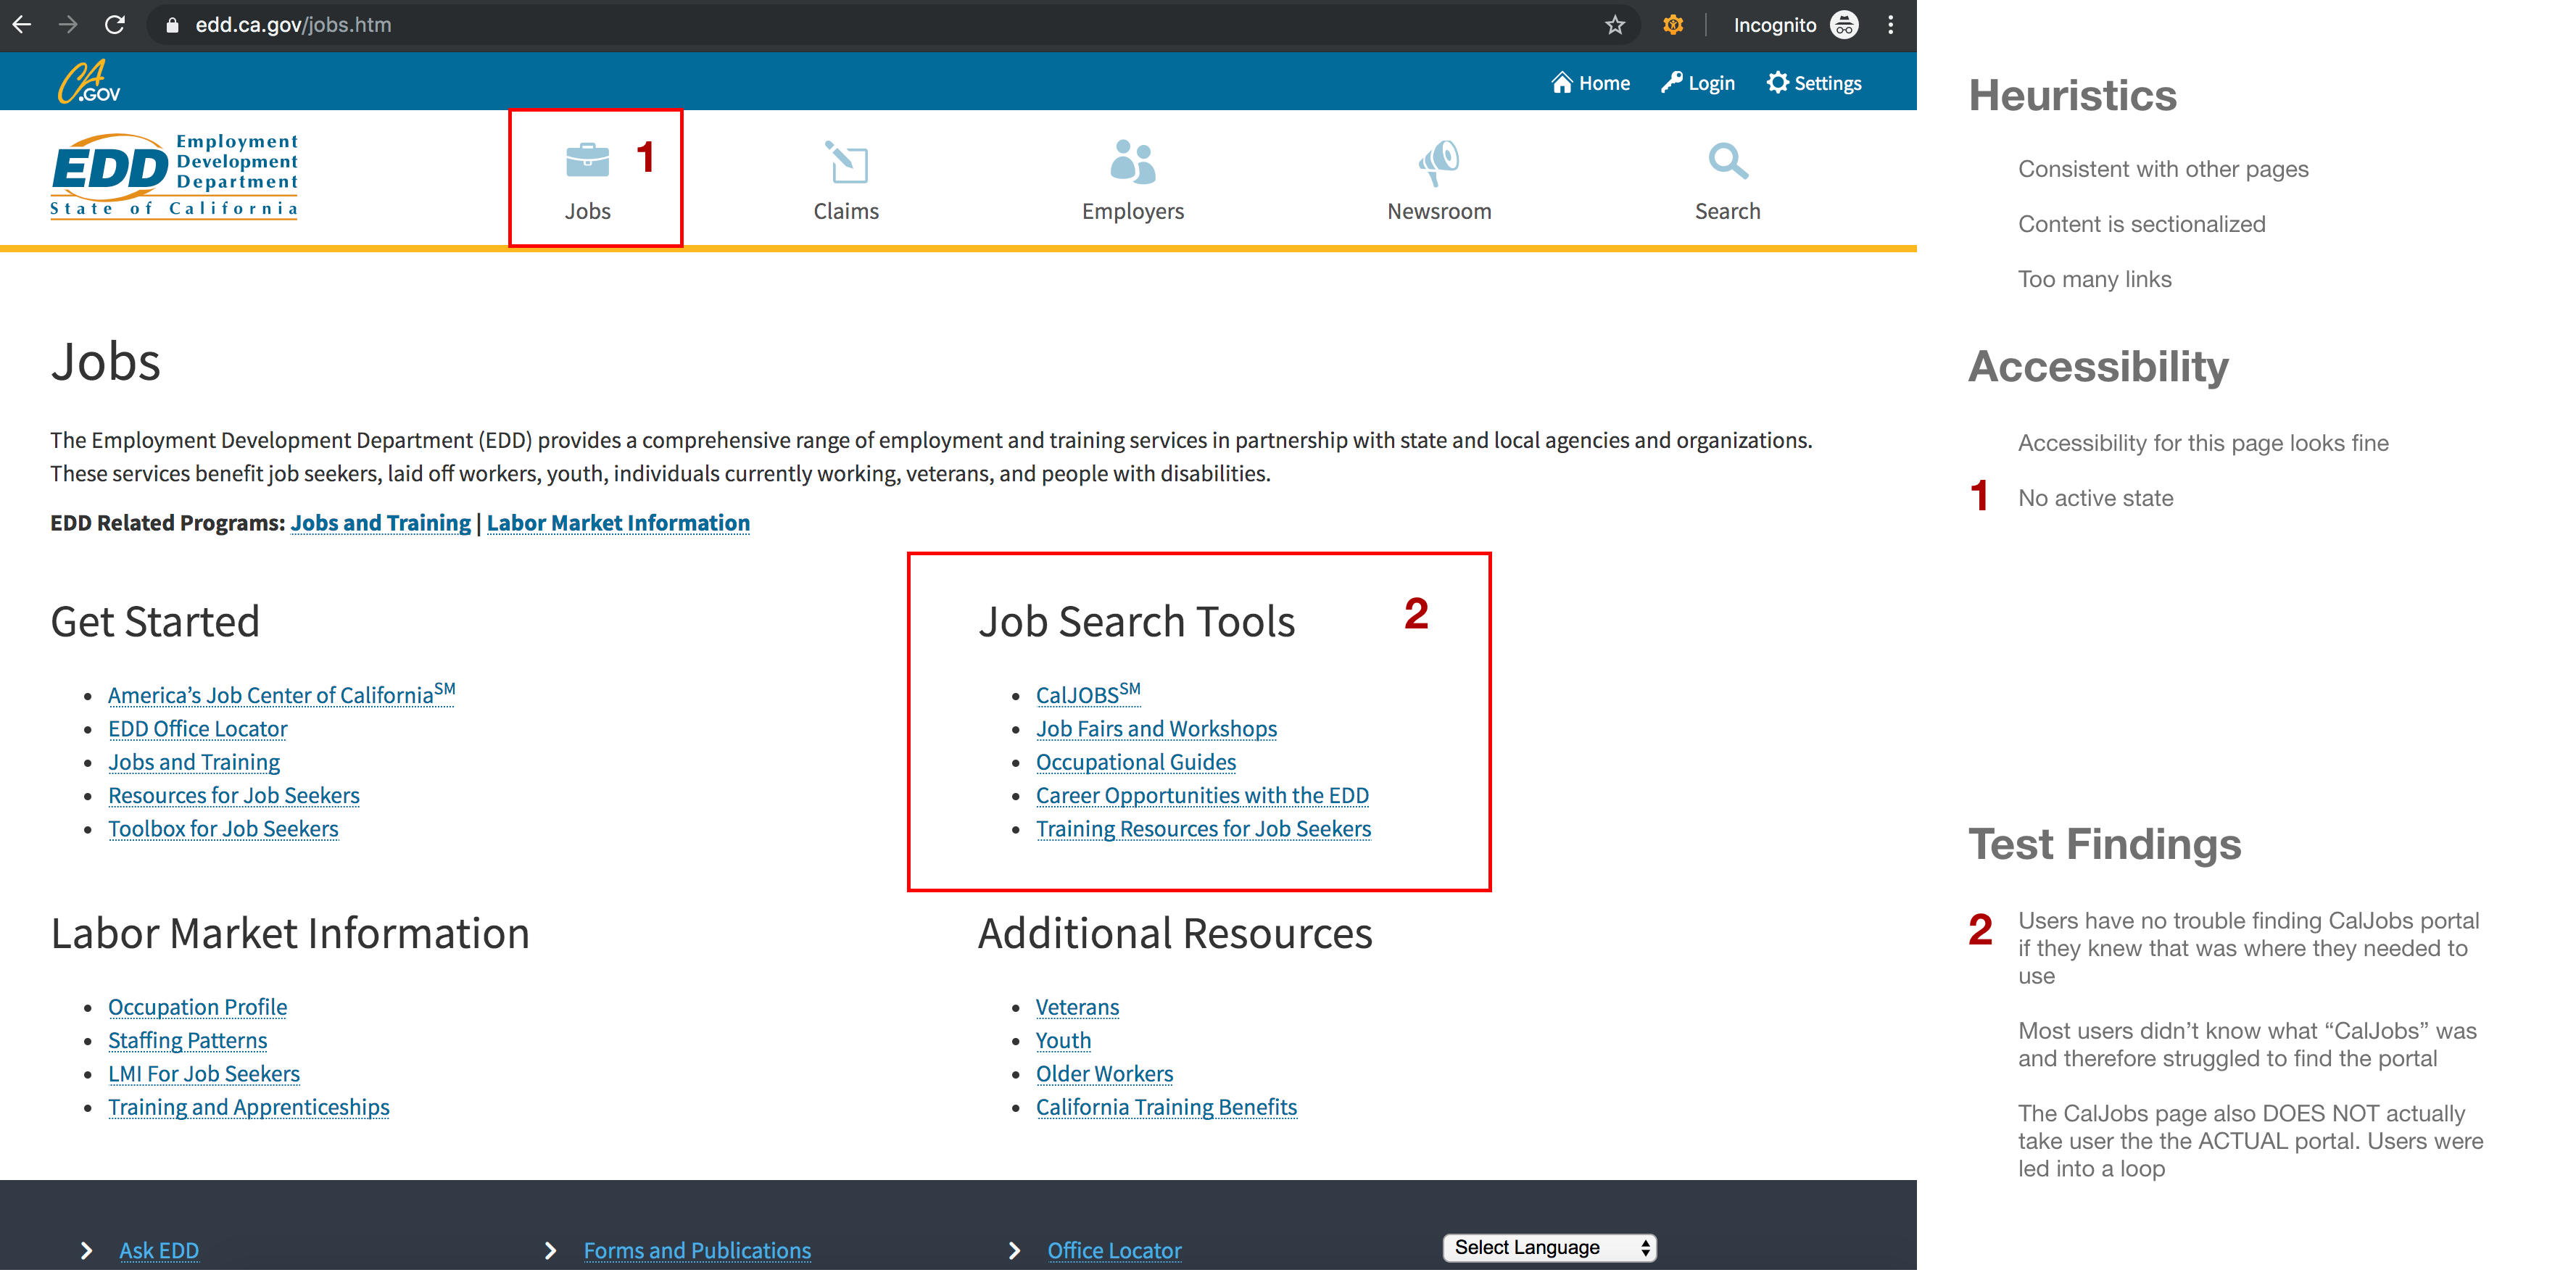 edd.ca.gov/jobs.htm
Incognito
CA.GOV
Home
Login
Settings
EDD
Employment
Development
Department
State of California
Jobs
1
Claims
Employers
Newsroom
Search
Jobs
The Employment Development Department (EDD) provides a comprehensive range of employment and training services in partnership with state and local agencies and organizations.
These services benefit job seekers, laid off workers, youth, individuals currently working, veterans, and people with disabilities.
EDD Related Programs: Jobs and Training | Labor Market Information
Get Started
America’s Job Center of California℠
EDD Office Locator
Jobs and Training
Resources for Job Seekers
Toolbox for Job Seekers
Job Search Tools
2
CalJOBS℠
Job Fairs and Workshops
Occupational Guides
Career Opportunities with the EDD
Training Resources for Job Seekers
Labor Market Information
Occupation Profile
Staffing Patterns
LMI For Job Seekers
Training and Apprenticeships
Additional Resources
Veterans
Youth
Older Workers
California Training Benefits
Ask EDD
Forms and Publications
Office Locator
Select Language
Heuristics
Consistent with other pages
Content is sectionalized
Too many links
Accessibility
Accessibility for this page looks fine
1
No active state
Test Findings
2
Users have no trouble finding CalJobs portal
if they knew that was where they needed to
use
Most users didn’t know what “CalJobs” was
and therefore struggled to find the portal
The CalJobs page also DOES NOT actually
take user the the ACTUAL portal. Users were
led into a loop